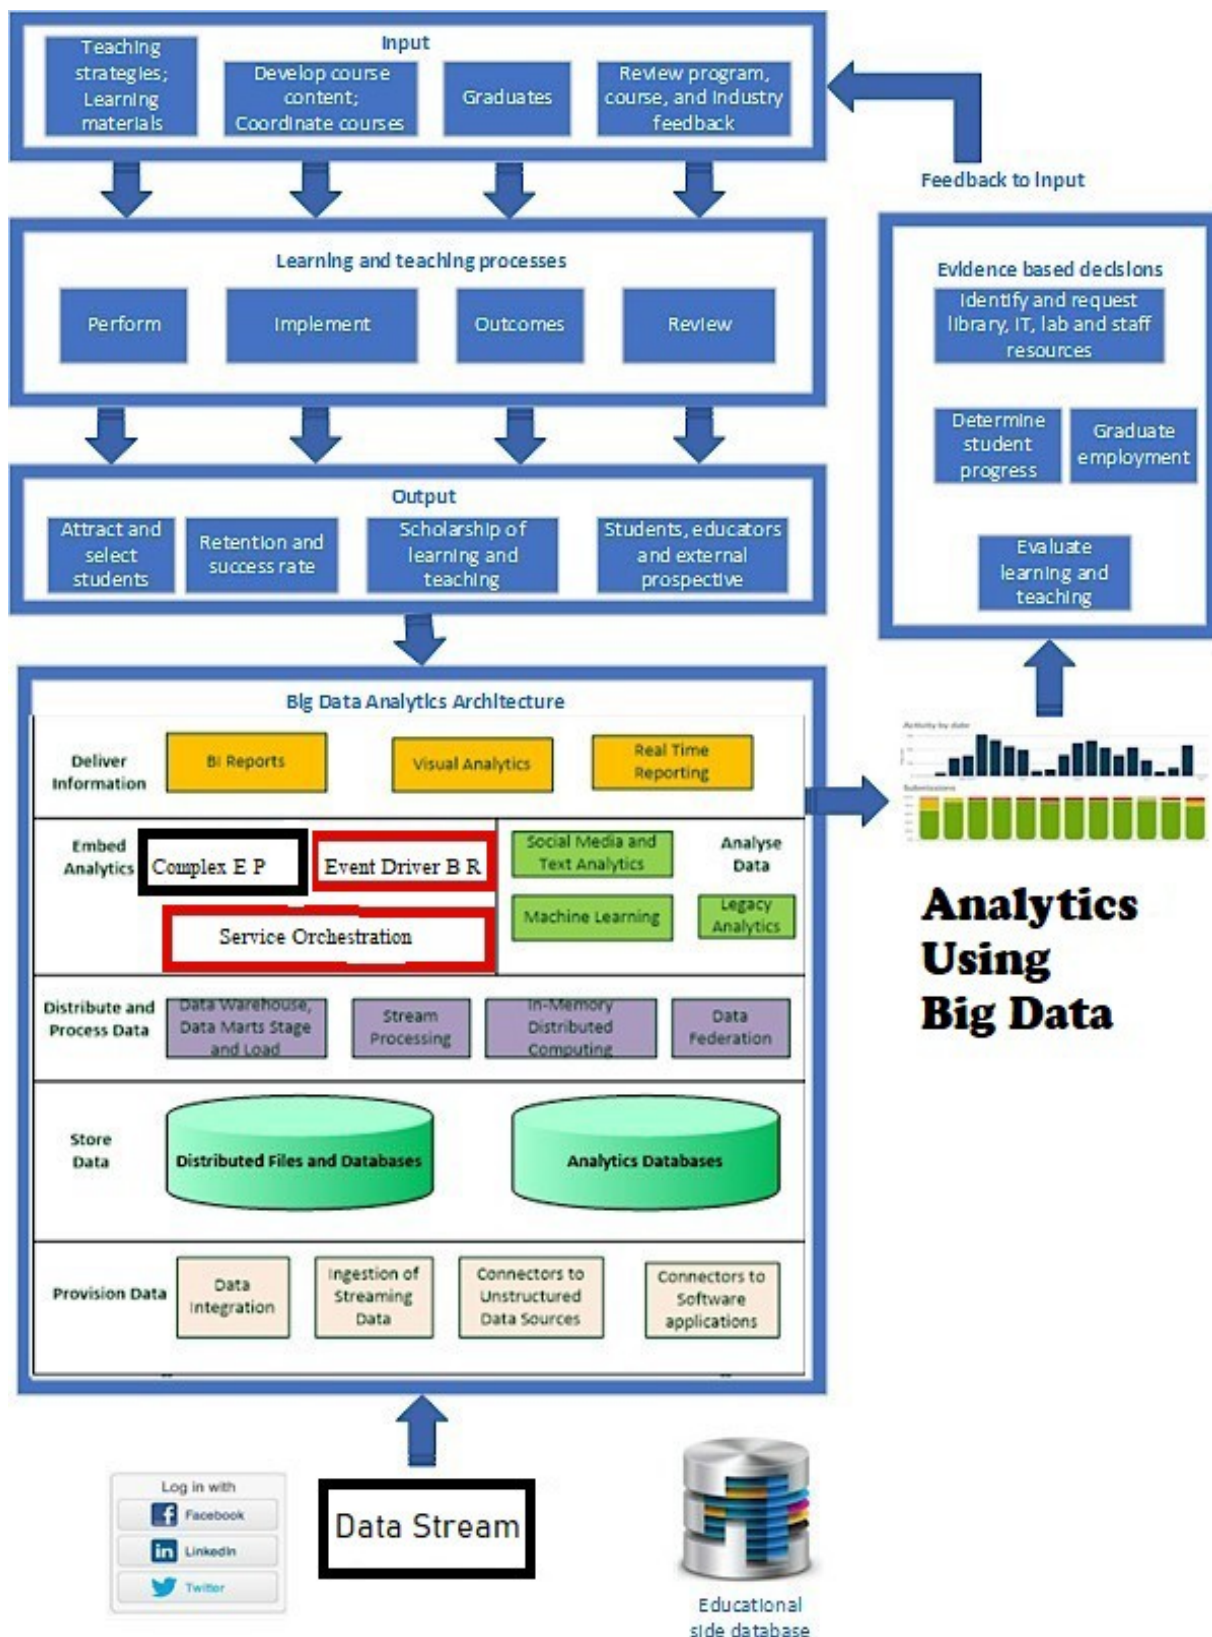 Input
Teaching
strategies;
Learning
materials
Develop course
content;
Coordinate courses
Graduates
Review program,
course, and industry
feedback
Feedback to Input
Learning and teaching processes
Perform
Implement
Outcomes
Review
Evidence based decisions
Identify and request
library, IT, lab and staff
resources
Determine
student
progress
Graduate
employment
Evaluate
learning and
teaching
Output
Attract and
select
students
Retention and
success rate
Scholarship of
learning and
teaching
Students, educators
and external
prospective
Big Data Analytics Architecture
Deliver
Information
BI Reports
Visual Analytics
Real Time
Reporting
Activity by date
Submissions
Embed
Analytics
Complex E P
Event Driver B R
Service Orchestration
Social Media and
Text Analytics
Analyse
Data
Machine Learning
Legacy
Analytics
Analytics
Using
Big Data
Distribute and
Process Data
Data Warehouse,
Data Marts Stage
and Load
Stream
Processing
In-Memory
Distributed
Computing
Data
Federation
Store
Data
Distributed Files and Databases
Analytics Databases
Provision Data
Data
Integration
Ingestion of
Streaming
Data
Connectors to
Unstructured
Data Sources
Connectors to
Software
applications
Log in with
Facebook
in LinkedIn
Twitter
Data Stream
Educational
side database